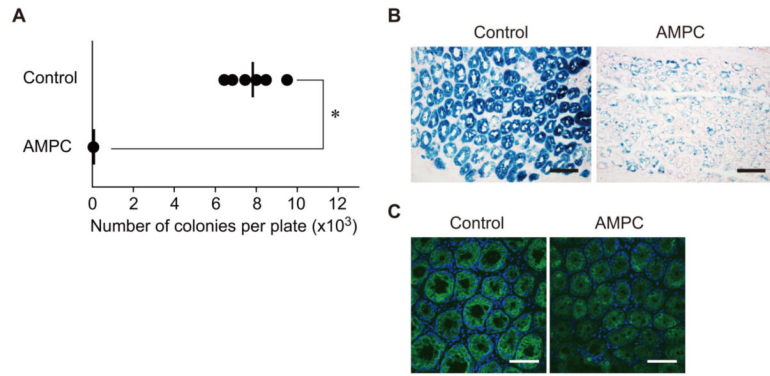 A
Control
AMPC
*
0 2 4 6 8 10 12
Number of colonies per plate (x10³)
B
Control AMPC
C
Control AMPC